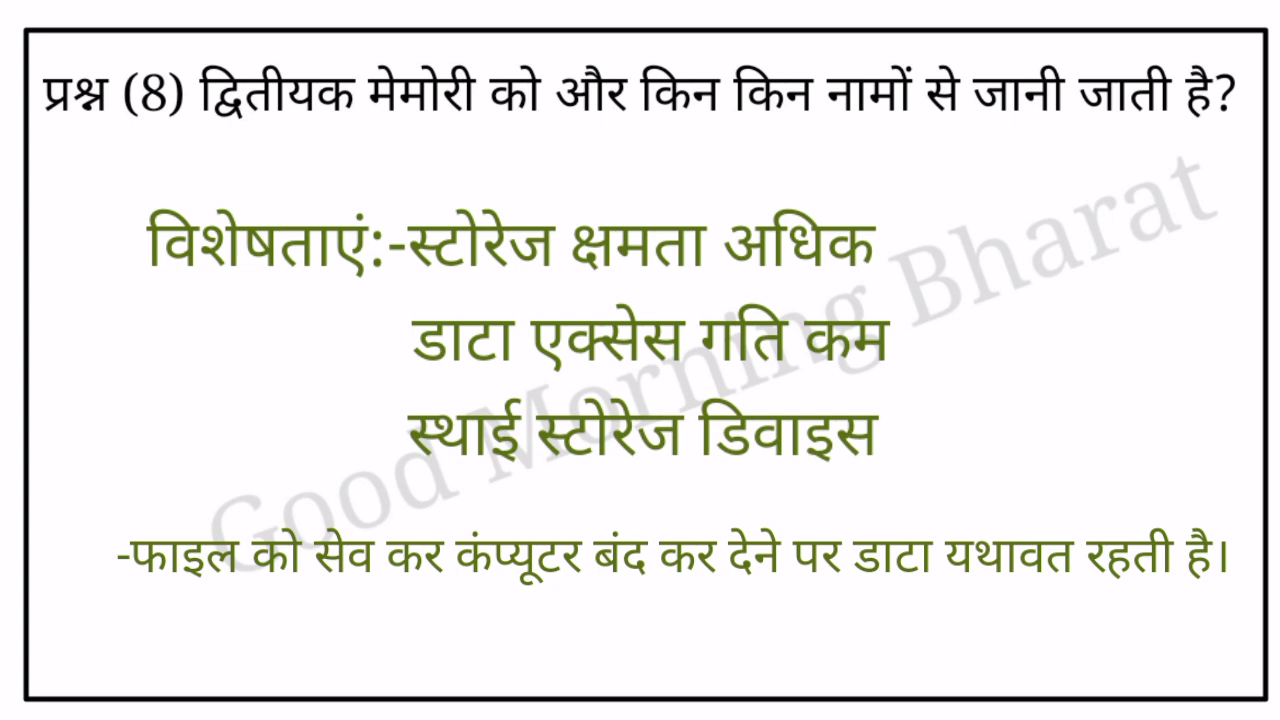 प्रश्न (8) द्वितीयक मेमोरी को और किन किन नामों से जानी जाती है?
विशेषताएं:-स्टोरेज क्षमता अधिक
डाटा एक्सेस गति कम
स्थाई स्टोरेज डिवाइस
-फाइल को सेव कर कंप्यूटर बंद कर देने पर डाटा यथावत रहती है।
Good Morning Bharat